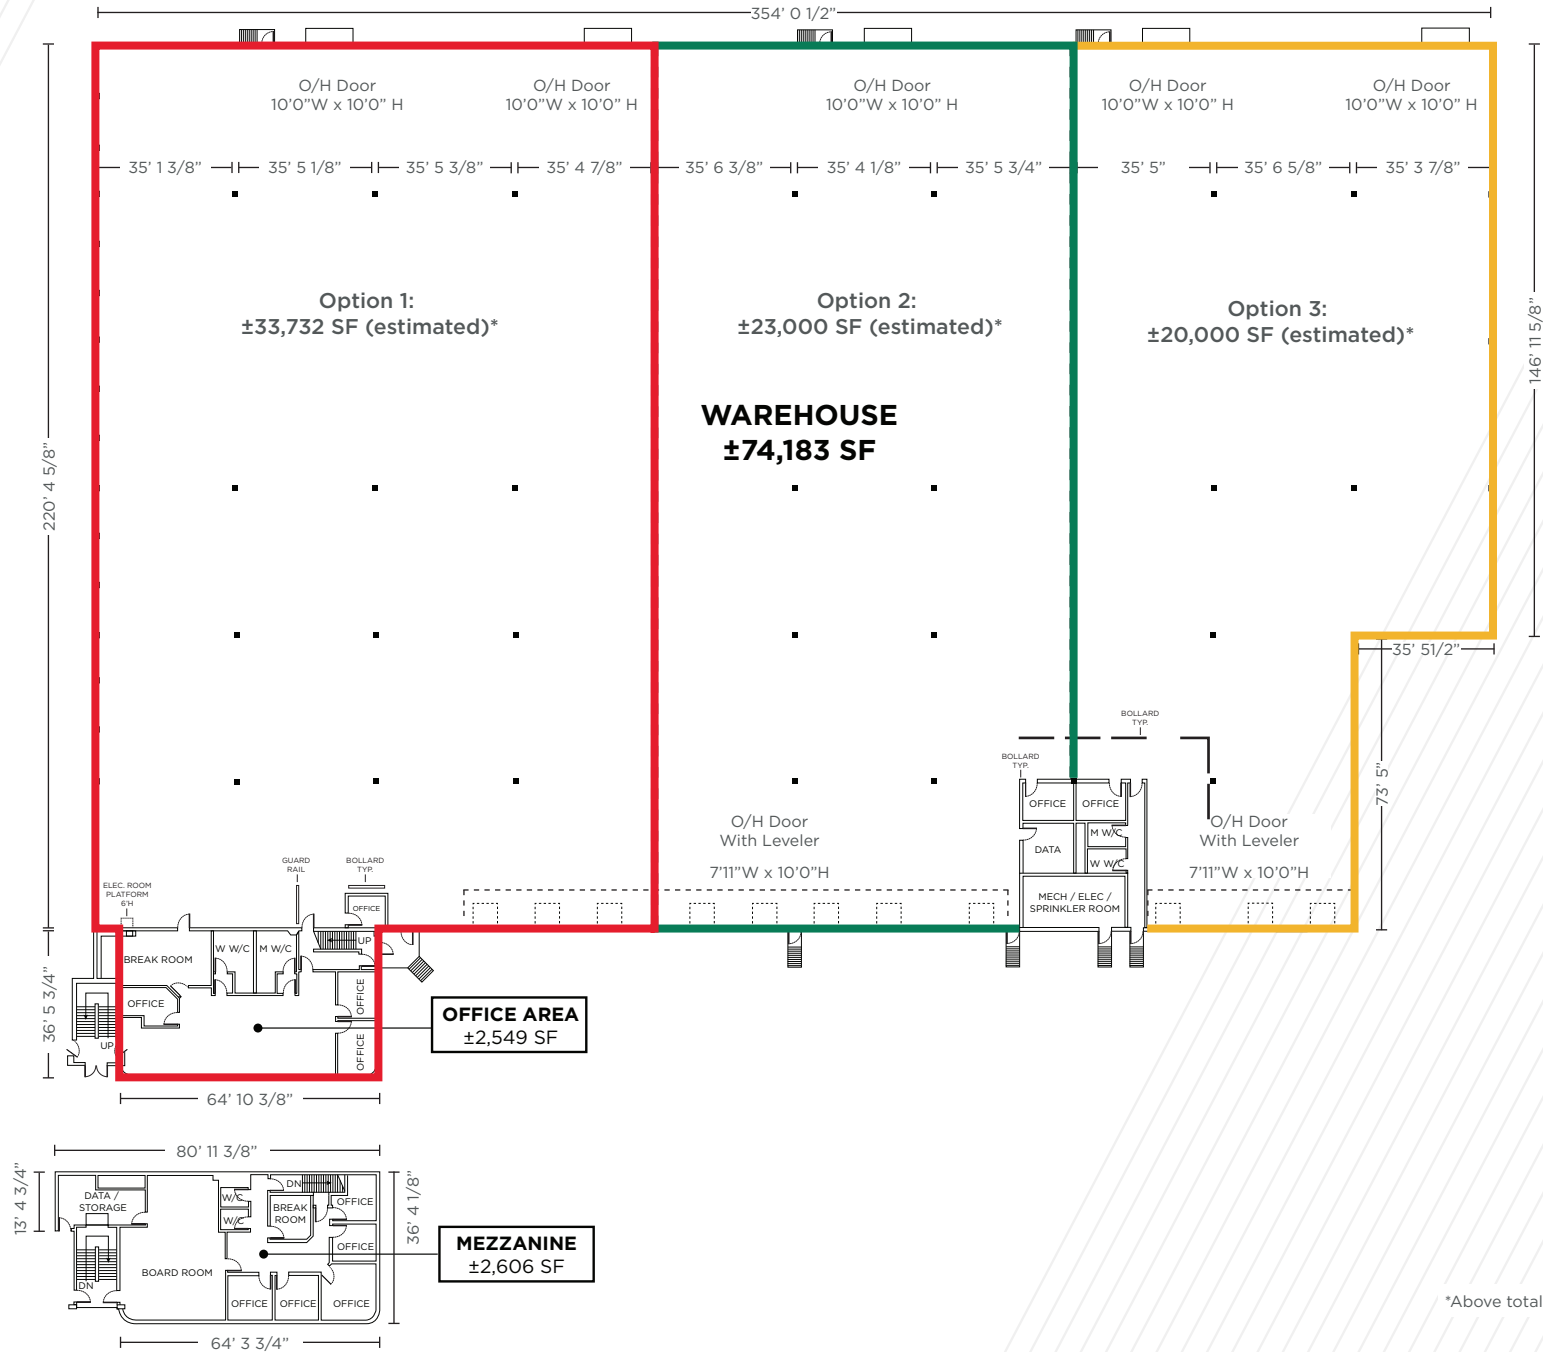 354' 0 1/2"
O/H Door
10'0"W x 10'0" H
O/H Door
10'0"W x 10'0" H
O/H Door
10'0"W x 10'0" H
O/H Door
10'0"W x 10'0" H
O/H Door
10'0"W x 10'0" H
35' 1 3/8"
35' 5 1/8"
35' 5 3/8"
35' 4 7/8"
35' 6 3/8"
35' 4 1/8"
35' 5 3/4"
35' 5"
35' 6 5/8"
35' 3 7/8"
Option 1:
±33,732 SF (estimated)*
Option 2:
±23,000 SF (estimated)*
Option 3:
±20,000 SF (estimated)*
146' 11 5/8"
WAREHOUSE
±74,183 SF
220' 4 5/8"
35' 51/2"
BOLLARD
TYP.
BOLLARD
TYP.
73' 5"
OFFICE
OFFICE
O/H Door
With Leveler
7'11"W x 10'0"H
O/H Door
With Leveler
7'11"W x 10'0"H
M W/C
DATA
W W/C
MECH / ELEC /
SPRINKLER ROOM
GUARD
RAIL
BOLLARD
TYP.
ELEC. ROOM
PLATFORM
6'H
OFFICE
UP
W W/C
M W/C
BREAK ROOM
OFFICE
OFFICE
OFFICE
UP
36' 5 3/4"
OFFICE AREA
±2,549 SF
64' 10 3/8"
80' 11 3/8"
13' 4 3/4"
36' 4 1/8"
DATA /
STORAGE
W/C
W/C
DN
BREAK
ROOM
OFFICE
OFFICE
BOARD ROOM
DN
OFFICE
OFFICE
OFFICE
MEZZANINE
±2,606 SF
64' 3 3/4"
*Above total